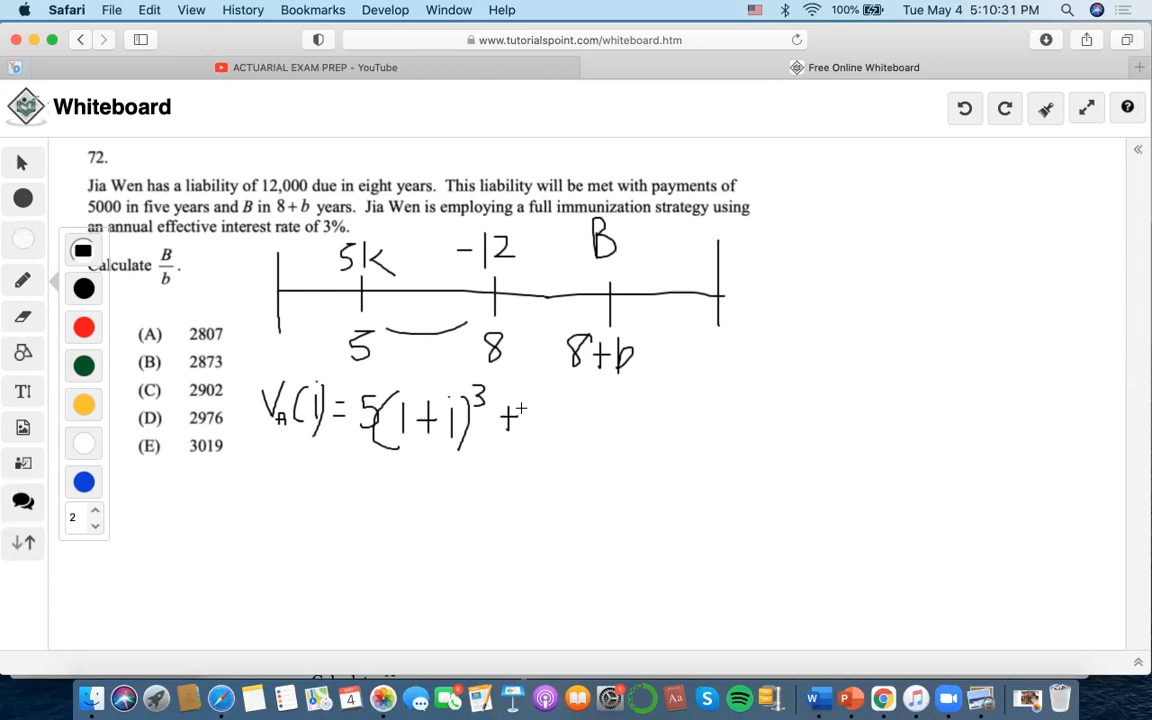 Safari File Edit View History Bookmarks Develop Window Help 100% Tue May 4 5:10:31 PM
www.tutorialspoint.com/whiteboard.htm
ACTUARIAL EXAM PREP - YouTube Free Online Whiteboard
Whiteboard
72.
Jia Wen has a liability of 12,000 due in eight years. This liability will be met with payments of
5000 in five years and B in 8+b years. Jia Wen is employing a full immunization strategy using
an annual effective interest rate of 3%.
Calculate B/b.
5K -12 B
5 8 8+b
(A) 2807
(B) 2873
(C) 2902
(D) 2976
(E) 3019
V_A(i) = 5(1+i)^3 +
2